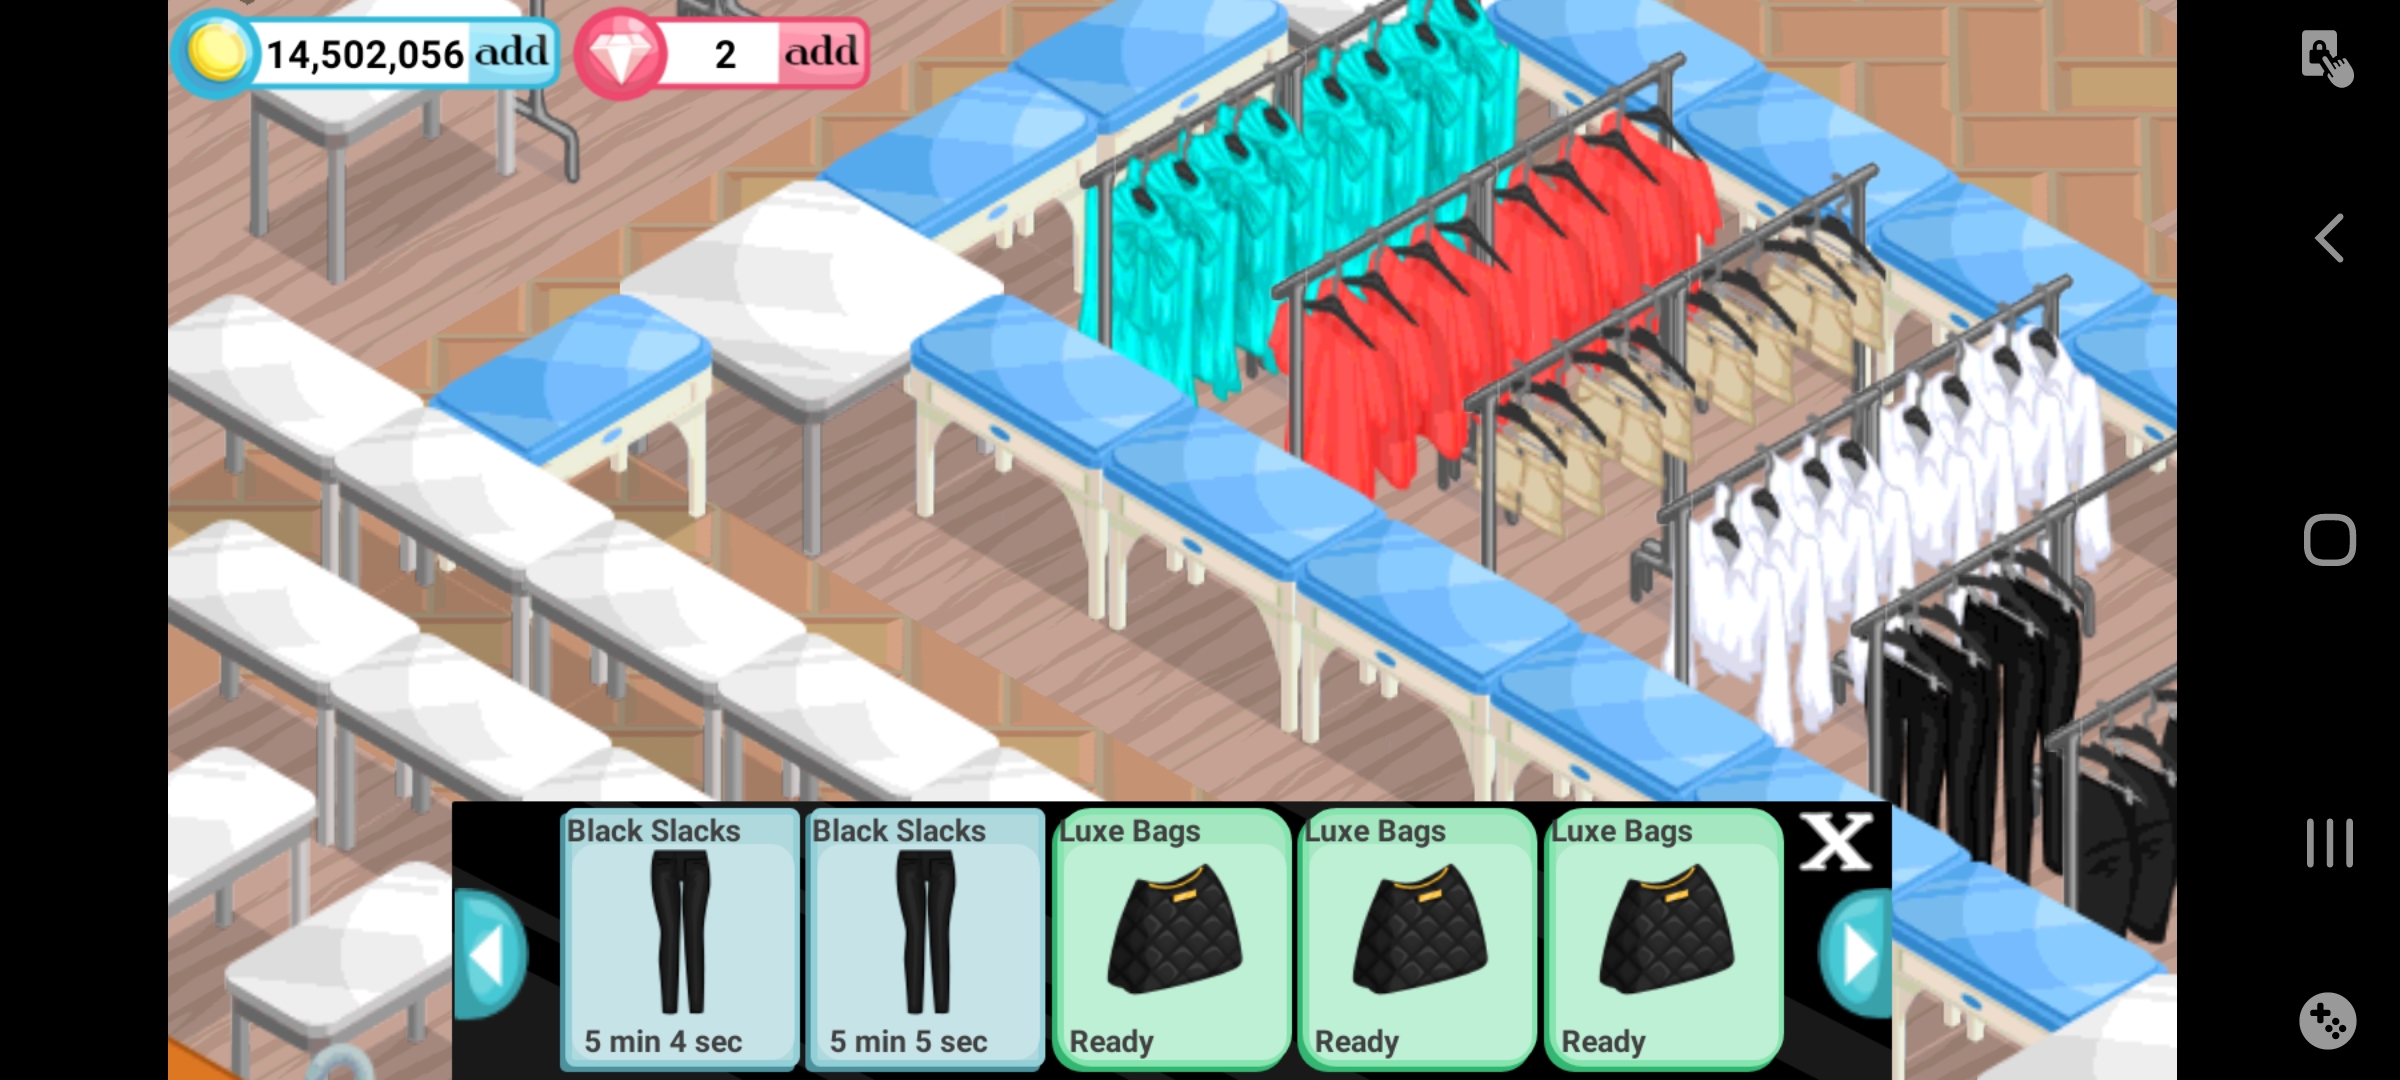 14,502,056 add
2 add
Black Slacks
5 min 4 sec
Black Slacks
5 min 5 sec
Luxe Bags
Ready
Luxe Bags
Ready
Luxe Bags
Ready
X